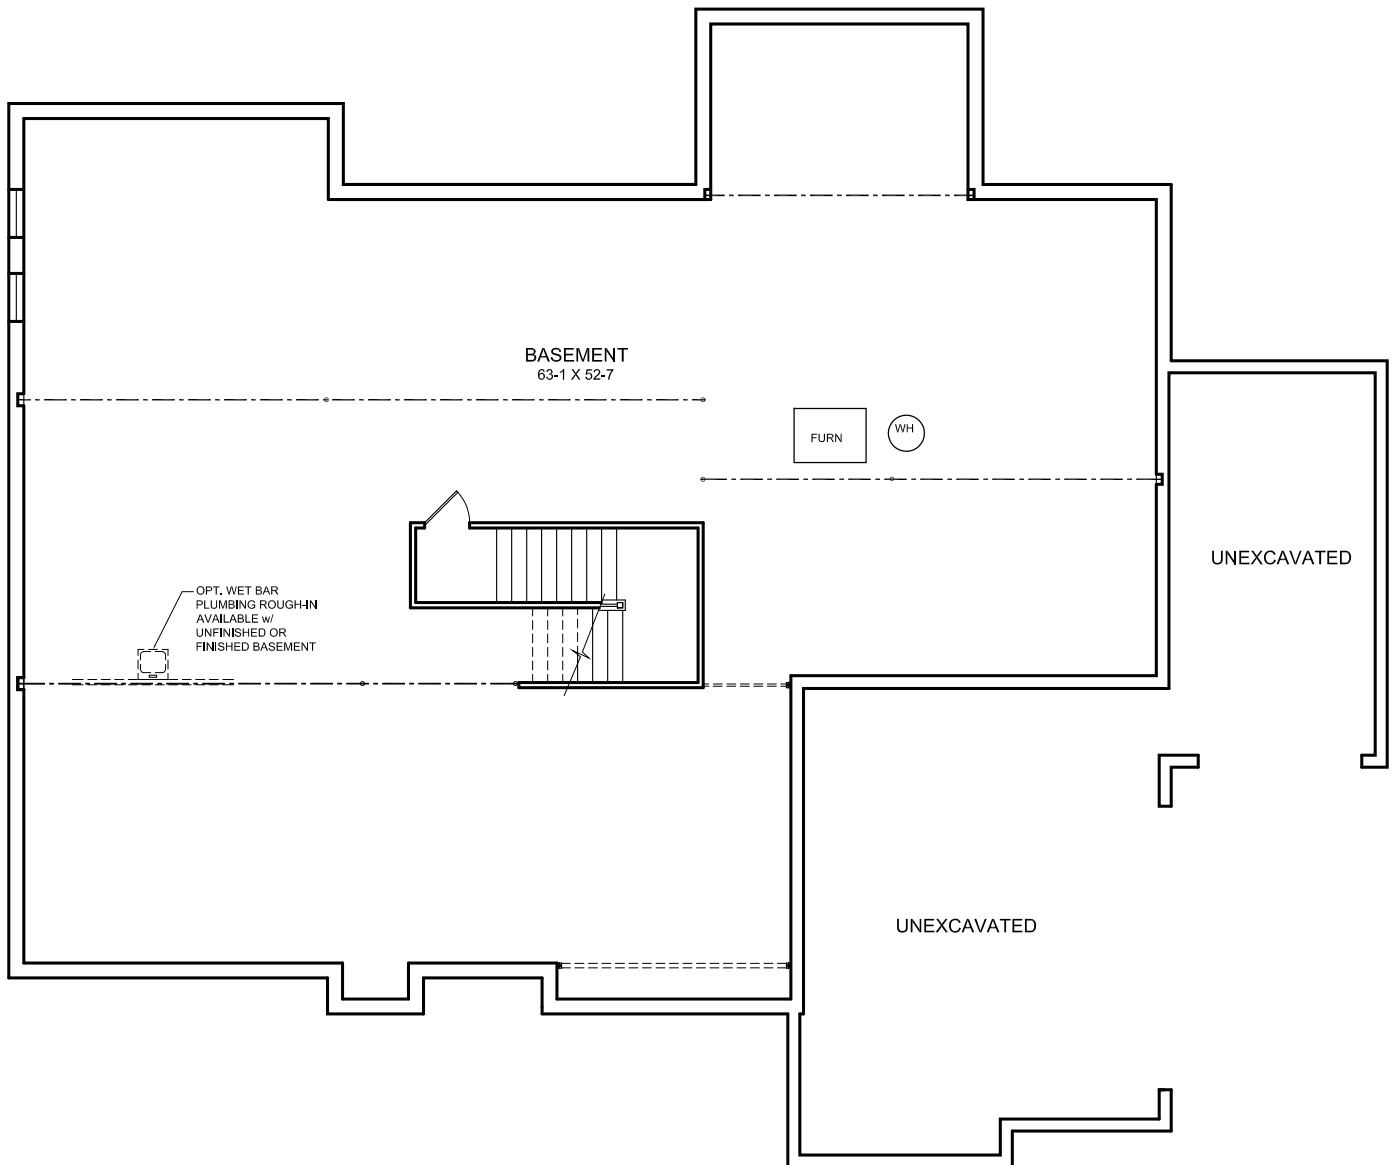 BASEMENT
63-1 X 52-7
FURN
WH
UNEXCAVATED
OPT. WET BAR
PLUMBING ROUGH-IN
AVAILABLE w/
UNFINISHED OR
FINISHED BASEMENT
UNEXCAVATED